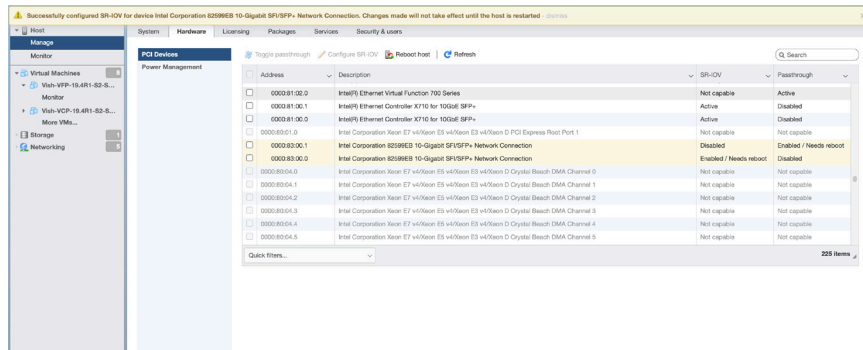 Successfully configured SR-IOV for device Intel Corporation 82599EB 10-Gigabit SFI/SFP+ Network Connection. Changes made will not take effect until the host is restarted - dismiss
Host
Manage
Monitor
Virtual Machines 8
Vish-VFP-19.4R1-S2-S...
Monitor
Vish-VCP-19.4R1-S2-S...
More VMs...
Storage 1
Networking 5
System Hardware Licensing Packages Services Security & users
PCI Devices
Power Management
Toggle passthrough Configure SR-IOV Reboot host Refresh Search
Address Description SR-IOV Passthrough
0000:81:02.0 Intel(R) Ethernet Virtual Function 700 Series Not capable Active
0000:81:00.1 Intel(R) Ethernet Controller X710 for 10GbE SFP+ Active Disabled
0000:81:00.0 Intel(R) Ethernet Controller X710 for 10GbE SFP+ Active Disabled
0000:80:01.0 Intel Corporation Xeon E7 v4/Xeon E5 v4/Xeon E3 v4/Xeon D PCI Express Root Port 1 Not capable Not capable
0000:83:00.1 Intel Corporation 82599EB 10-Gigabit SFI/SFP+ Network Connection Disabled Enabled / Needs reboot
0000:83:00.0 Intel Corporation 82599EB 10-Gigabit SFI/SFP+ Network Connection Enabled / Needs reboot Disabled
0000:80:04.0 Intel Corporation Xeon E7 v4/Xeon E5 v4/Xeon E3 v4/Xeon D Crystal Beach DMA Channel 0 Not capable Not capable
0000:80:04.1 Intel Corporation Xeon E7 v4/Xeon E5 v4/Xeon E3 v4/Xeon D Crystal Beach DMA Channel 1 Not capable Not capable
0000:80:04.2 Intel Corporation Xeon E7 v4/Xeon E5 v4/Xeon E3 v4/Xeon D Crystal Beach DMA Channel 2 Not capable Not capable
0000:80:04.3 Intel Corporation Xeon E7 v4/Xeon E5 v4/Xeon E3 v4/Xeon D Crystal Beach DMA Channel 3 Not capable Not capable
0000:80:04.4 Intel Corporation Xeon E7 v4/Xeon E5 v4/Xeon E3 v4/Xeon D Crystal Beach DMA Channel 4 Not capable Not capable
0000:80:04.5 Intel Corporation Xeon E7 v4/Xeon E5 v4/Xeon E3 v4/Xeon D Crystal Beach DMA Channel 5 Not capable Not capable
Quick filters... 225 items